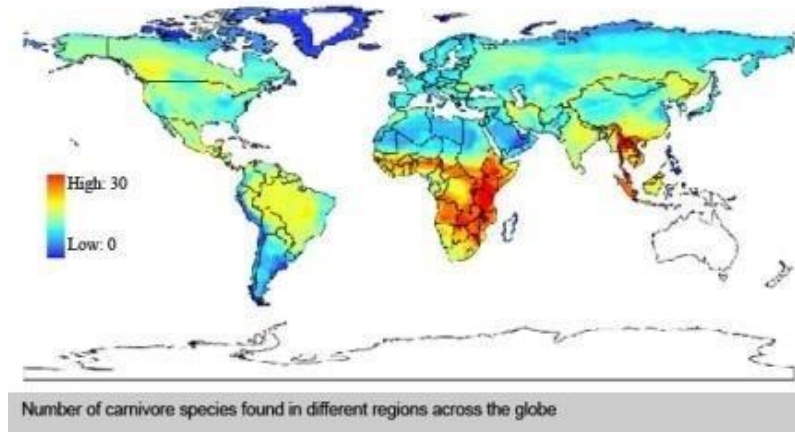 High: 30
Low: 0
Number of carnivore species found in different regions across the globe